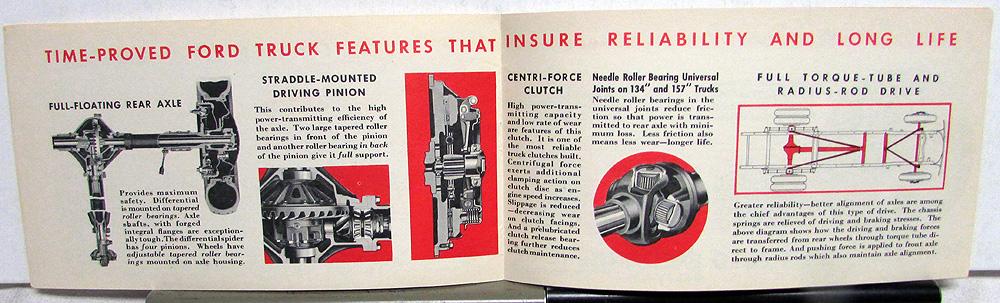 TIME-PROVED FORD TRUCK FEATURES THAT INSURE RELIABILITY AND LONG LIFE
FULL-FLOATING REAR AXLE
Provides maximum
safety. Differential
is mounted on tapered
roller bearings. Axle
shafts, with forged
integral flanges are exception-
ally tough. The differential spider
has four pinions. Wheels have
adjustable tapered roller bear-
ings mounted on axle housing.
STRADDLE-MOUNTED
DRIVING PINION
This contributes to the high
power-transmitting efficiency of
the axle. Two large tapered roller
bearings in front of the pinion
and another roller bearing in back
of the pinion give it full support.
CENTRI-FORCE
CLUTCH
High power-trans-
mitting capacity
and low rate of wear
are features of this
clutch. It is one of
the most reliable
truck clutches built.
Centrifugal force
exerts additional
clamping action on
clutch disc as en-
gine speed increases.
Slippage is reduced
—decreasing wear
on clutch facings.
And a prelubricated
clutch release bear-
ing further reduces
clutch maintenance.
Needle Roller Bearing Universal
Joints on 134" and 157" Trucks
Needle roller bearings in the
universal joints reduce fric-
tion so that power is trans-
mitted to rear axle with mini-
mum loss. Less friction also
means less wear—longer life.
FULL TORQUE-TUBE AND
RADIUS-ROD DRIVE
Greater reliability—better alignment of axles are among
the chief advantages of this type of drive. The chassis
springs are relieved of driving and braking stresses. The
above diagram shows how the driving and braking forces
are transferred from rear wheels through torque tube di-
rect to frame. And pushing force is applied to front axle
through radius rods which also maintain axle alignment.